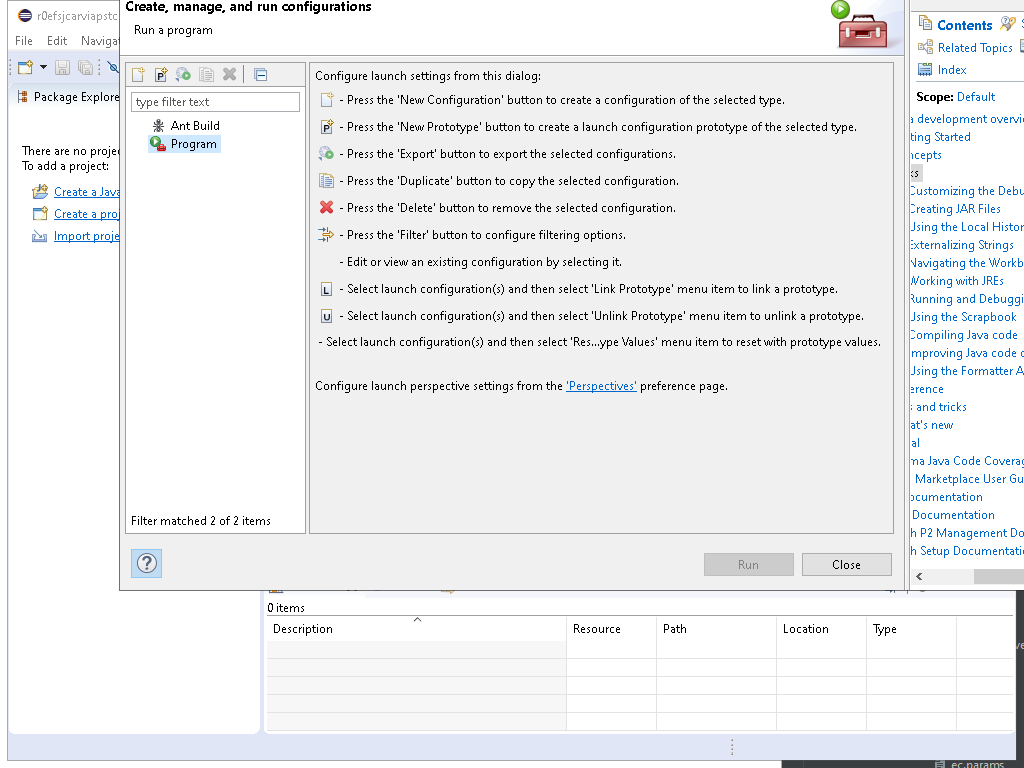 r0efsjcarviapstc
File Edit Naviga
Package Explore
There are no projec
To add a project:
Create a Java
Create a proj
Import proje
Create, manage, and run configurations
Run a program
type filter text
Ant Build
Program
Filter matched 2 of 2 items
Configure launch settings from this dialog:
- Press the 'New Configuration' button to create a configuration of the selected type.
- Press the 'New Prototype' button to create a launch configuration prototype of the selected type.
- Press the 'Export' button to export the selected configurations.
- Press the 'Duplicate' button to copy the selected configuration.
- Press the 'Delete' button to remove the selected configuration.
- Press the 'Filter' button to configure filtering options.
- Edit or view an existing configuration by selecting it.
L - Select launch configuration(s) and then select 'Link Prototype' menu item to link a prototype.
U - Select launch configuration(s) and then select 'Unlink Prototype' menu item to unlink a prototype.
- Select launch configuration(s) and then select 'Res...ype Values' menu item to reset with prototype values.
Configure launch perspective settings from the 'Perspectives' preference page.
Run Close
Contents
Related Topics
Index
Scope: Default
a development overvi
ting Started
ncepts
ks
Customizing the Debu
Creating JAR Files
Using the Local Histor
Externalizing Strings
Navigating the Workb
Working with JREs
Running and Debuggi
Using the Scrapbook
Compiling Java code
mproving Java code c
Using the Formatter A
erence
s and tricks
at's new
al
ma Java Code Coverag
Marketplace User Gu
ocumentation
Documentation
h P2 Management Do
h Setup Documentatio
0 items
Description Resource Path Location Type
ec.params